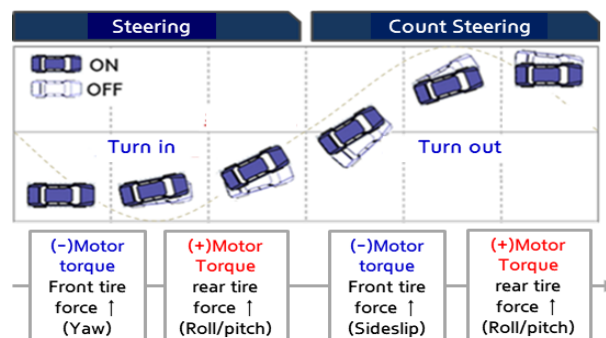 Steering
Count Steering
ON
OFF
Turn in
Turn out
(-)Motor
torque
Front tire
force ↑
(Yaw)
(+)Motor
Torque
rear tire
force ↑
(Roll/pitch)
(-)Motor
torque
Front tire
force ↑
(Sideslip)
(+)Motor
Torque
rear tire
force ↑
(Roll/pitch)